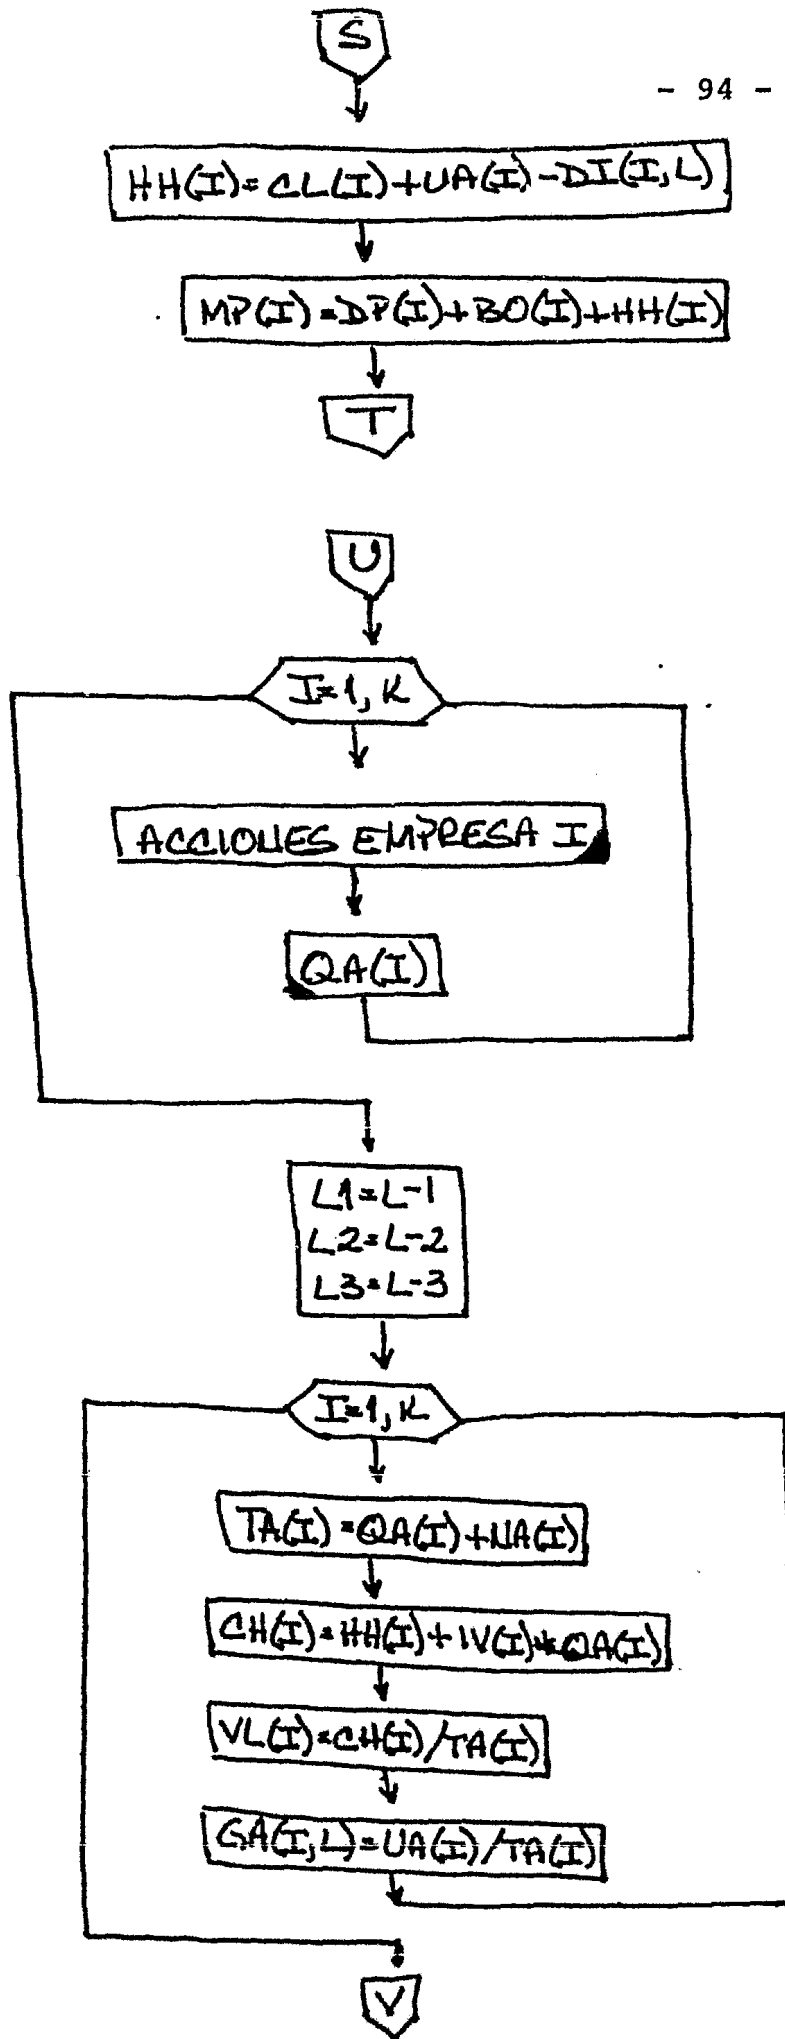 S
- 94 -
HH(I)=CL(I)+UA(I)-DI(I,L)
MP(I)=DP(I)+BO(I)+HH(I)
T
U
I=1, K
ACCIONES EMPRESA I
QA(I)
L1=L-1
L2=L-2
L3=L-3
I=1, K
TA(I)=QA(I)+NA(I)
CH(I)=HH(I)+IV(I)*QA(I)
VL(I)=CH(I)/TA(I)
GA(I,L)=UA(I)/TA(I)
V